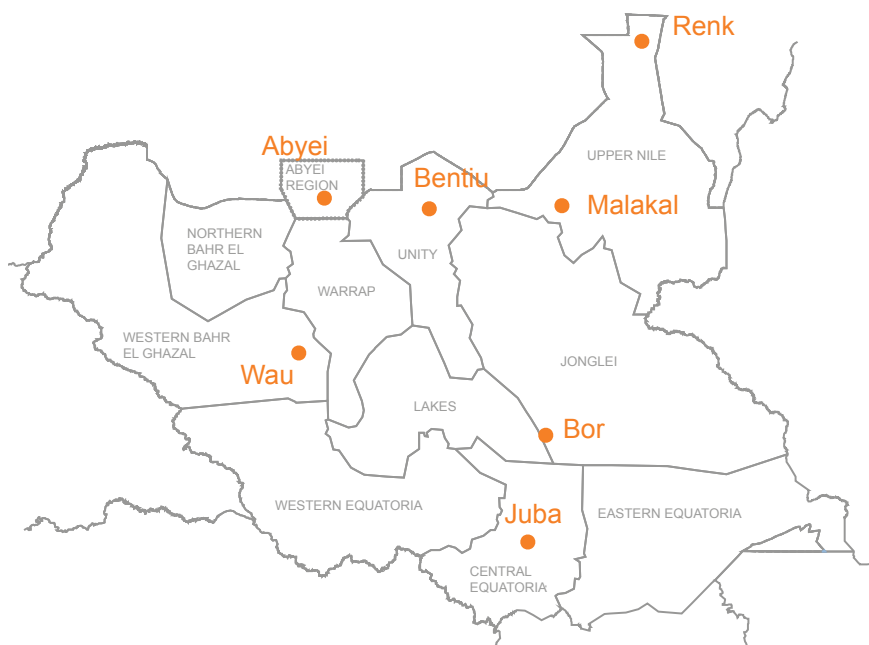 Renk
Abyei
UPPER NILE
ABYEI
REGION
Bentiu
Malakal
NORTHERN
BAHR EL
GHAZAL
UNITY
WARRAP
WESTERN BAHR
EL GHAZAL
Wau
JONGLEI
LAKES
Bor
WESTERN EQUATORIA
Juba
EASTERN EQUATORIA
CENTRAL
EQUATORIA